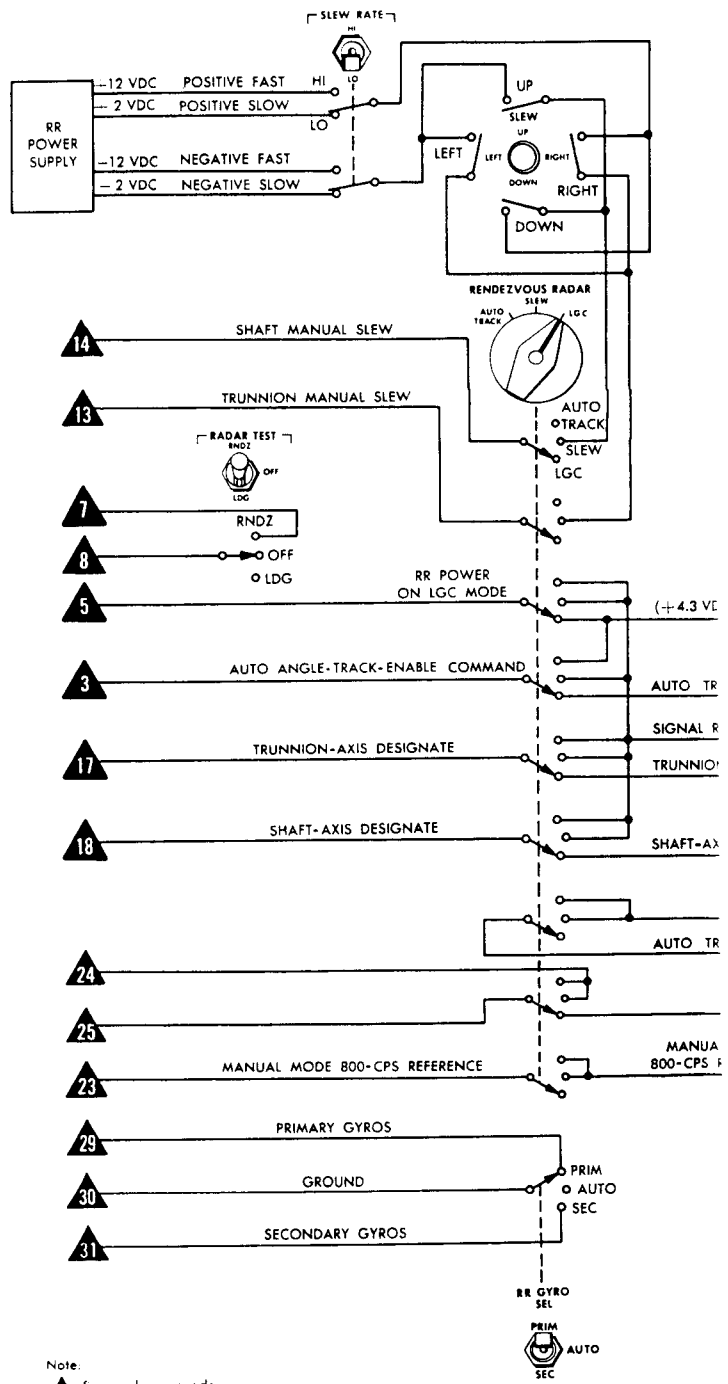 SLEW RATE
HI
LO
RR
POWER
SUPPLY
-12 VDC POSITIVE FAST HI
- 2 VDC POSITIVE SLOW
LO
-12 VDC NEGATIVE FAST
- 2 VDC NEGATIVE SLOW
UP
SLEW
UP
LEFT LEFT RIGHT
DOWN
RIGHT
DOWN
RENDEZVOUS RADAR
SLEW
AUTO
TRACK
LGC
14 SHAFT MANUAL SLEW
AUTO
TRACK
SLEW
LGC
13 TRUNNION MANUAL SLEW
RADAR TEST
RNDZ
OFF
LDG
7
RNDZ
8 OFF
LDG
5 RR POWER
ON LGC MODE
(+4.3 VD
3 AUTO ANGLE-TRACK-ENABLE COMMAND
AUTO TR
SIGNAL R
17 TRUNNION-AXIS DESIGNATE
TRUNNION
18 SHAFT-AXIS DESIGNATE
SHAFT-AX
AUTO TR
24
25
MANUA
800-CPS R
23 MANUAL MODE 800-CPS REFERENCE
29 PRIMARY GYROS
PRIM
30 GROUND
AUTO
SEC
31 SECONDARY GYROS
RR GYRO
SEL
PRIM
AUTO
SEC
Note: